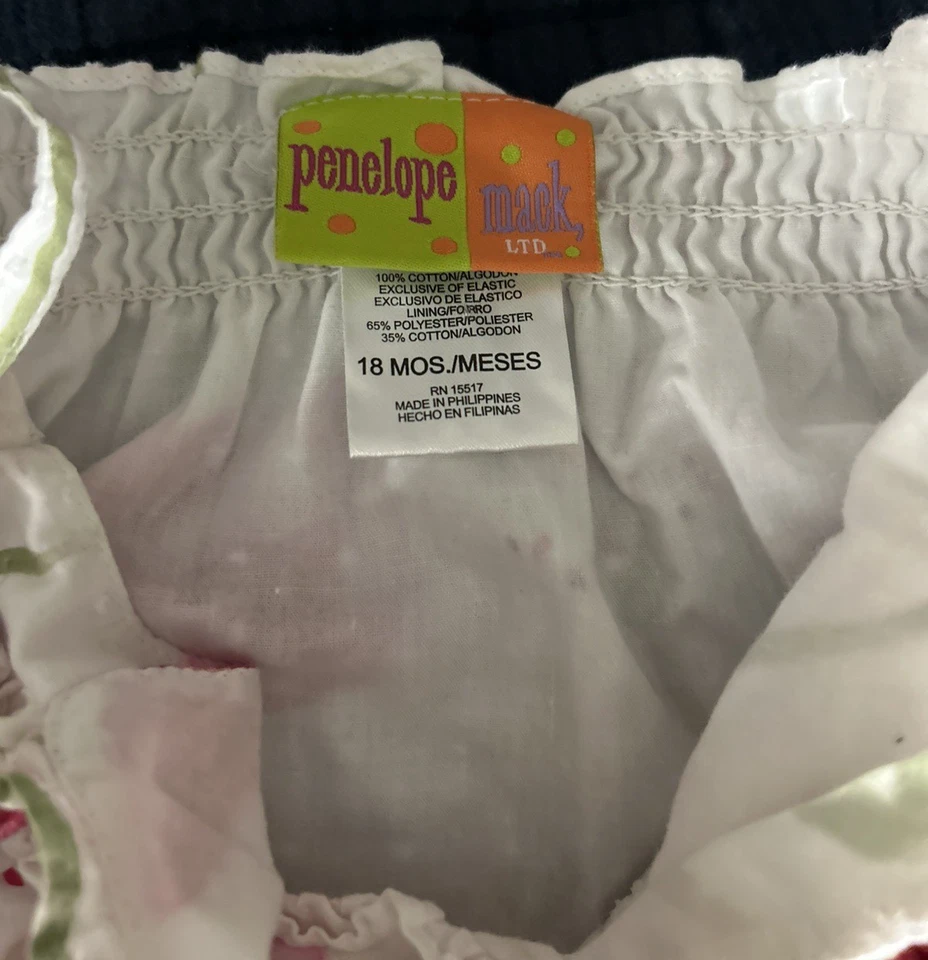 penelope
mack,
LTD
100% COTTON/ALGODON
EXCLUSIVE OF ELASTIC
EXCLUSIVO DE ELASTICO
LINING/FORRO
65% POLYESTER/POLIESTER
35% COTTON/ALGODON
18 MOS./MESES
RN 15517
MADE IN PHILIPPINES
HECHO EN FILIPINAS